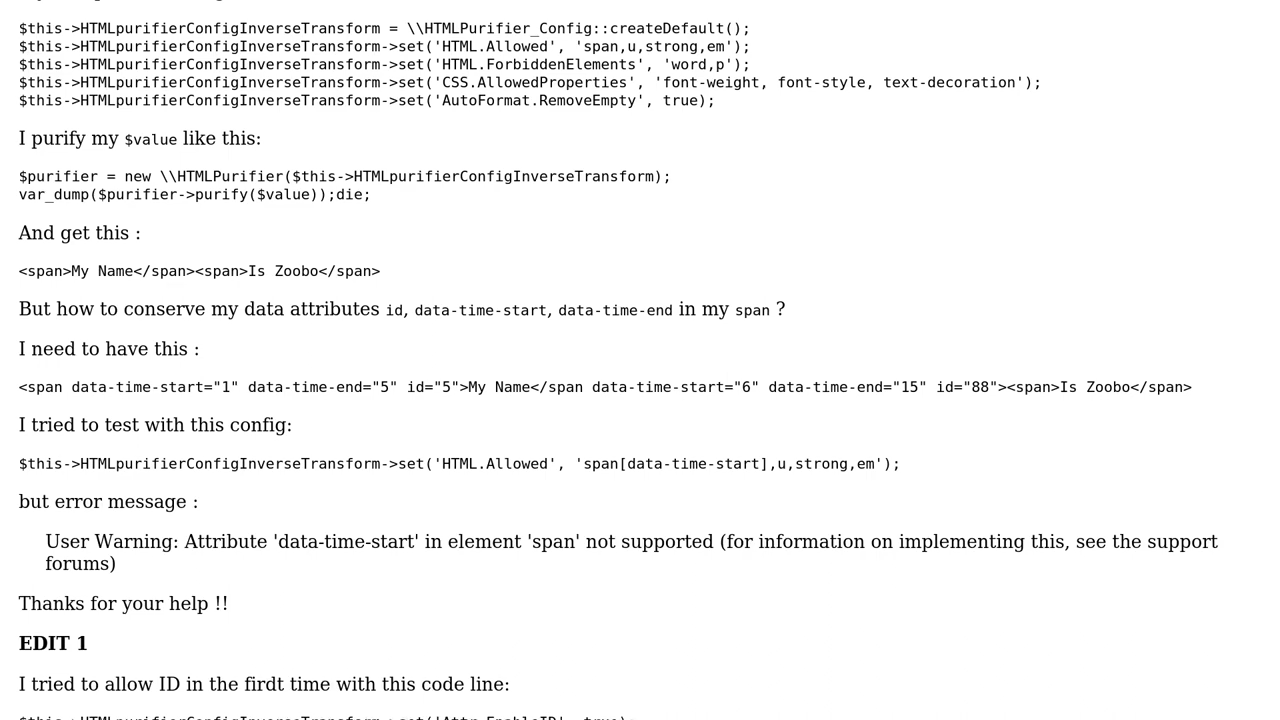 $this->HTMLpurifierConfigInverseTransform = \\HTMLPurifier_Config::createDefault();
$this->HTMLpurifierConfigInverseTransform->set('HTML.Allowed', 'span,u,strong,em');
$this->HTMLpurifierConfigInverseTransform->set('HTML.ForbiddenElements', 'word,p');
$this->HTMLpurifierConfigInverseTransform->set('CSS.AllowedProperties', 'font-weight, font-style, text-decoration');
$this->HTMLpurifierConfigInverseTransform->set('AutoFormat.RemoveEmpty', true);
I purify my $value like this:
$purifier = new \\HTMLPurifier($this->HTMLpurifierConfigInverseTransform);
var_dump($purifier->purify($value));die;
And get this :
<span>My Name</span><span>Is Zoobo</span>
But how to conserve my data attributes id, data-time-start, data-time-end in my span ?
I need to have this :
<span data-time-start="1" data-time-end="5" id="5">My Name</span data-time-start="6" data-time-end="15" id="88"><span>Is Zoobo</span>
I tried to test with this config:
$this->HTMLpurifierConfigInverseTransform->set('HTML.Allowed', 'span[data-time-start],u,strong,em');
but error message :
User Warning: Attribute 'data-time-start' in element 'span' not supported (for information on implementing this, see the support
forums)
Thanks for your help !!
EDIT 1
I tried to allow ID in the firdt time with this code line:
$this->HTMLpurifierConfigInverseTransform->set('Attr.EnableID', true);